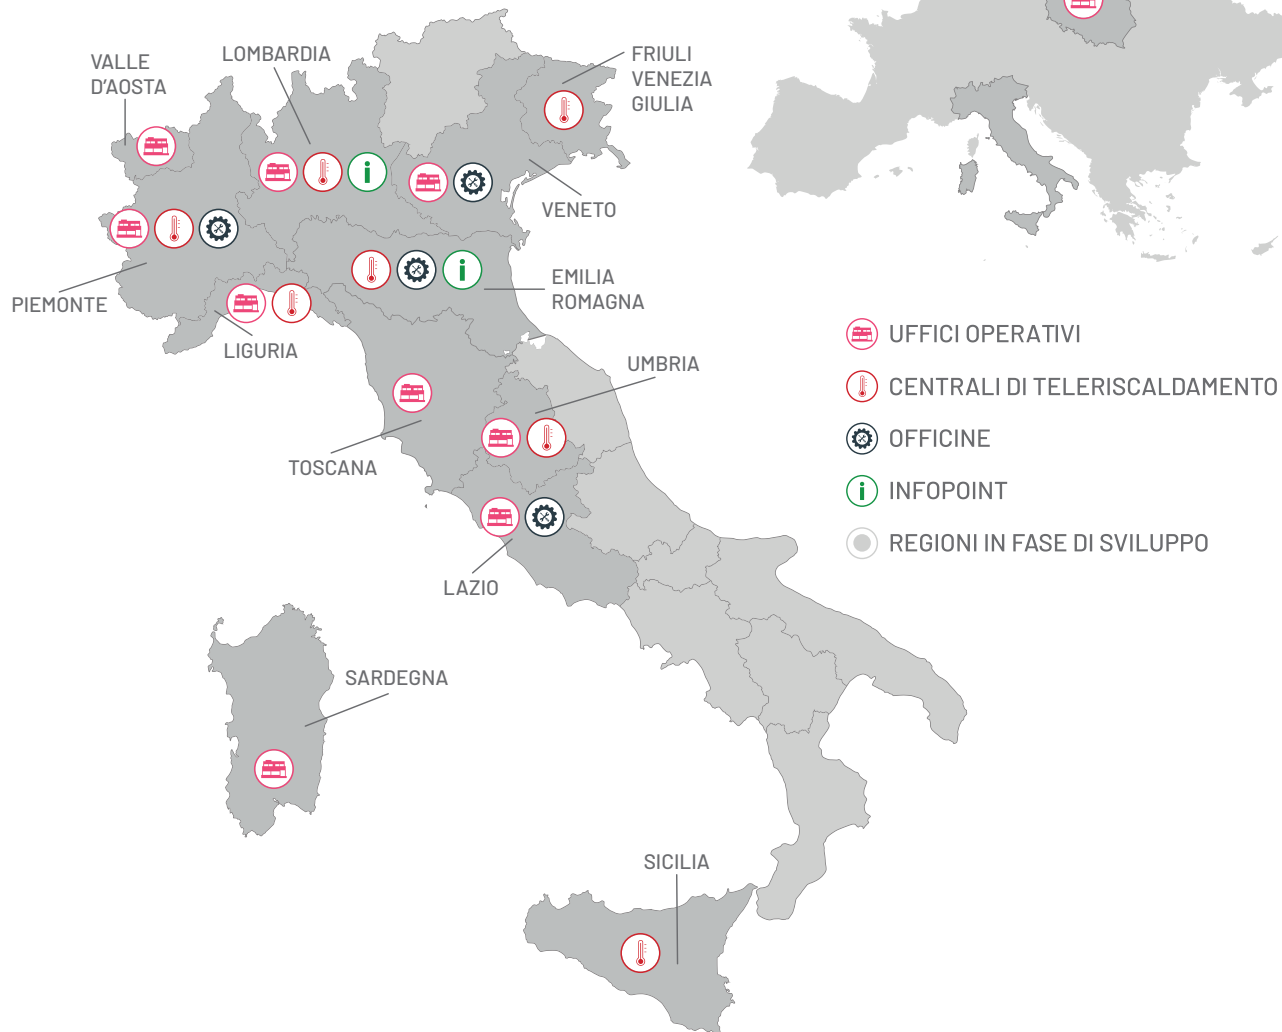 LOMBARDIA
VALLE
D'AOSTA
FRIULI
VENEZIA
GIULIA
VENETO
PIEMONTE
EMILIA
ROMAGNA
LIGURIA
UMBRIA
TOSCANA
LAZIO
SARDEGNA
SICILIA
UFFICI OPERATIVI
CENTRALI DI TELERISCALDAMENTO
OFFICINE
INFOPOINT
REGIONI IN FASE DI SVILUPPO